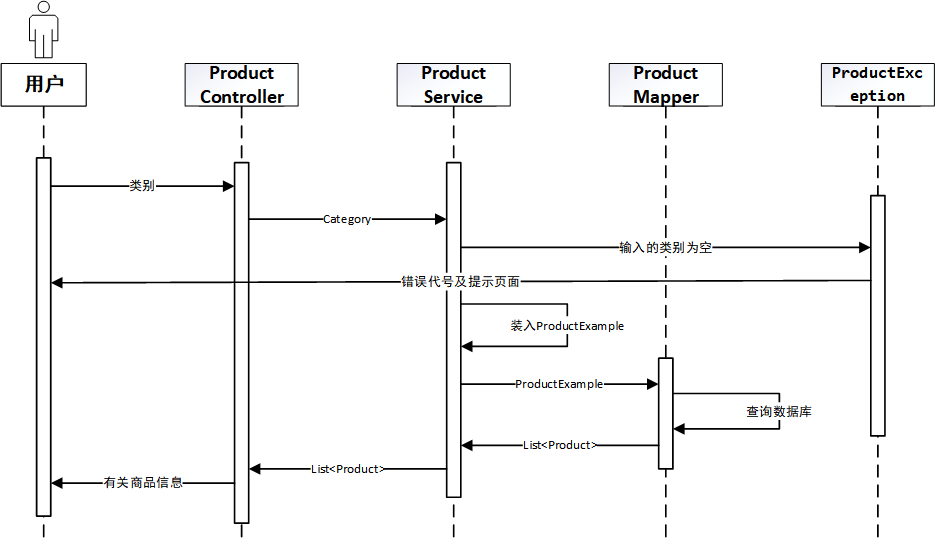 用户
Product
Controller
Product
Service
Product
Mapper
ProductExc
eption
类别
Category
输入的类别为空
错误代号及提示页面
装入ProductExample
ProductExample
查询数据库
List<Product>
List<Product>
有关商品信息